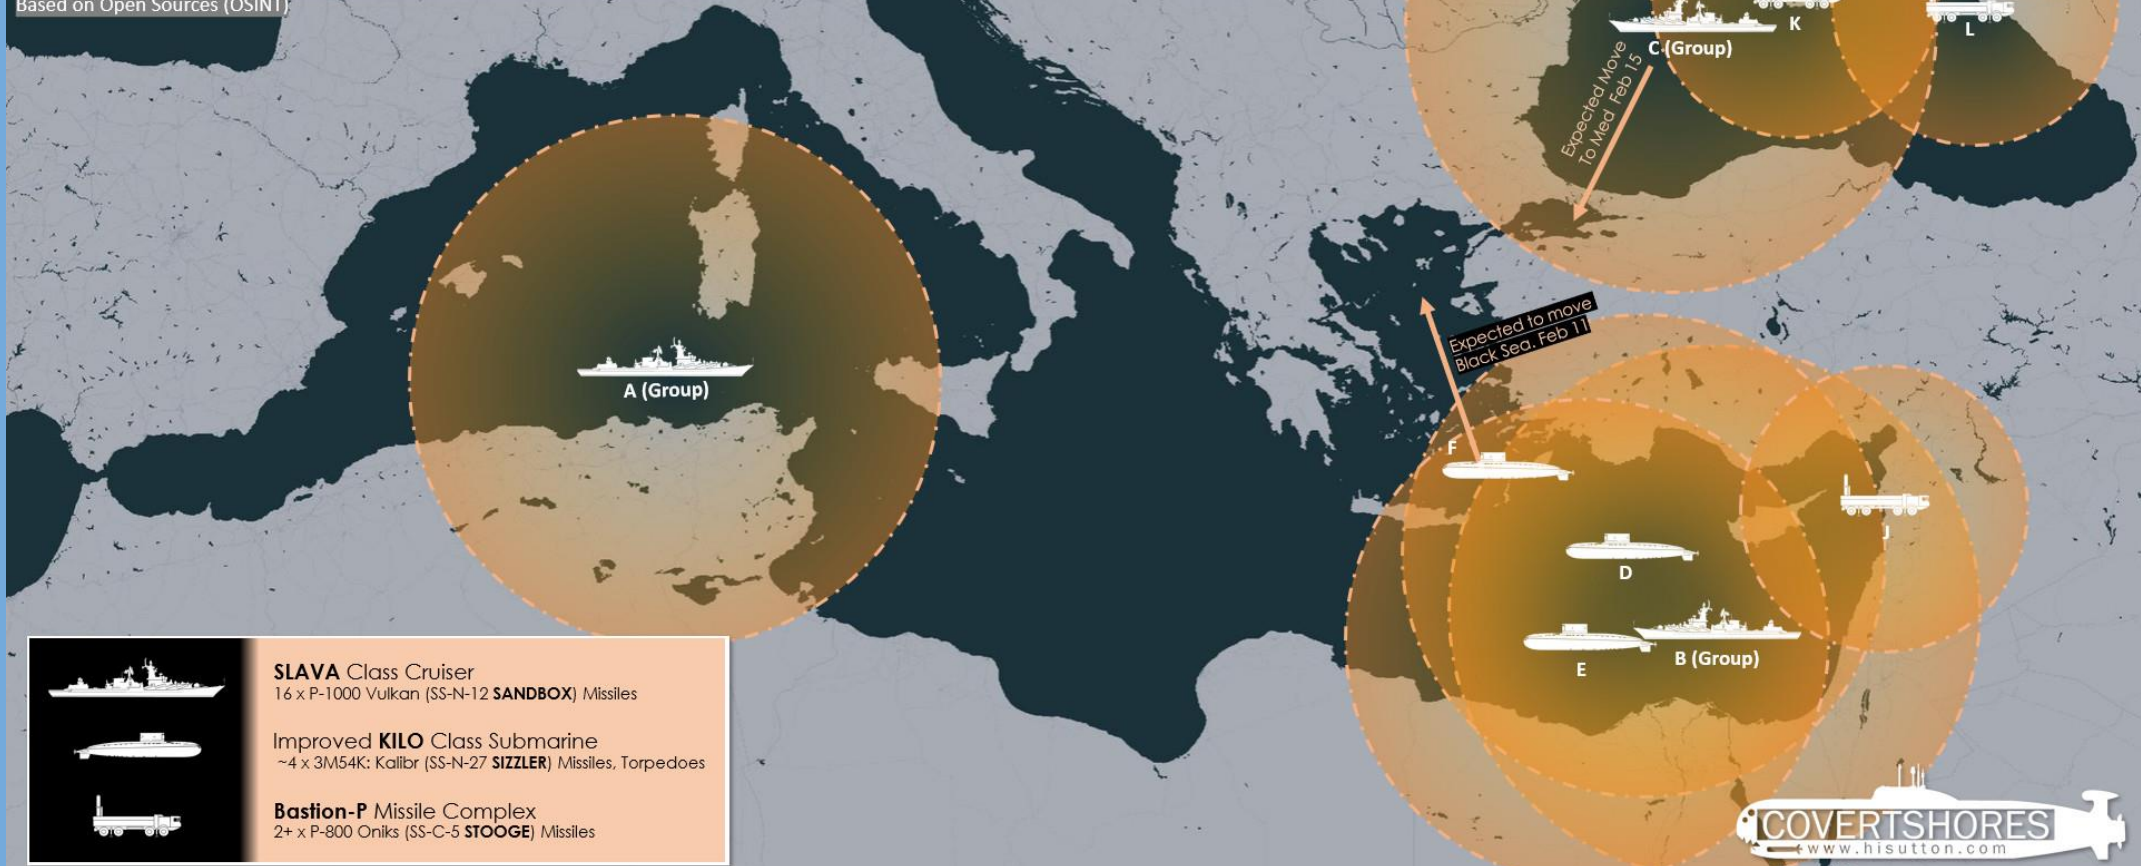 Based on Open Sources (OSINT)
K
L
C (Group)
Expected Move
To Med Feb 15
Expected to move
Black Sea. Feb 11
A (Group)
F
J
D
E
B (Group)
SLAVA Class Cruiser
16 x P-1000 Vulkan (SS-N-12 SANDBOX) Missiles
Improved KILO Class Submarine
~4 x 3M54K: Kalibr (SS-N-27 SIZZLER) Missiles, Torpedoes
Bastion-P Missile Complex
2+ x P-800 Oniks (SS-C-5 STOOGE) Missiles
COVERTSHORES
www.hisutton.com